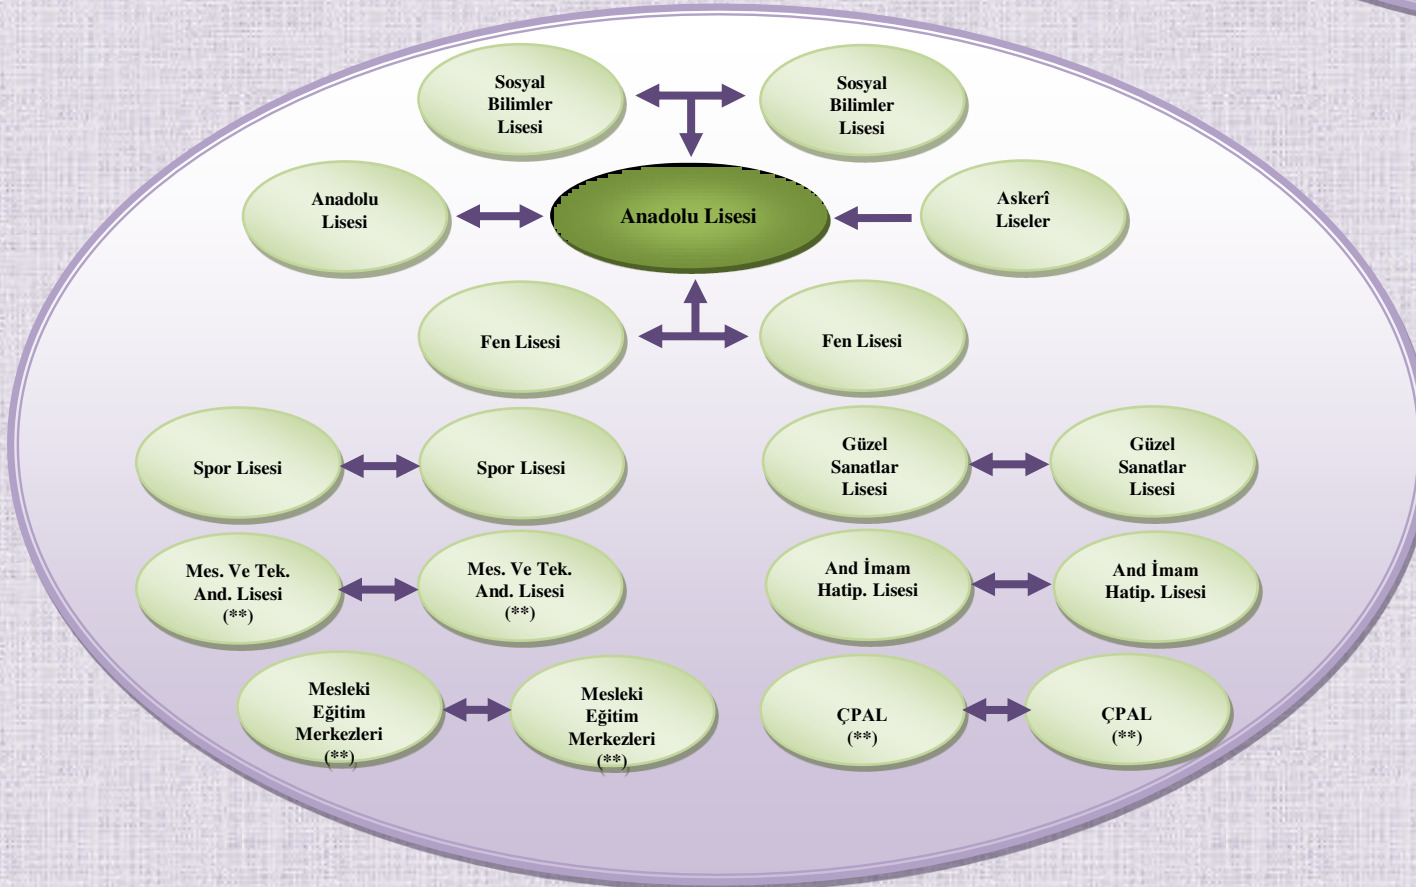 Sosyal
Bilimler
Lisesi
Sosyal
Bilimler
Lisesi
Anadolu
Lisesi
Anadolu Lisesi
Askerî
Liseler
Fen Lisesi
Fen Lisesi
Spor Lisesi
Spor Lisesi
Güzel
Sanatlar
Lisesi
Güzel
Sanatlar
Lisesi
Mes. Ve Tek.
And. Lisesi
(**)
Mes. Ve Tek.
And. Lisesi
(**)
And İmam
Hatip. Lisesi
And İmam
Hatip. Lisesi
Mesleki
Eğitim
Merkezleri
(**)
Mesleki
Eğitim
Merkezleri
(**)
ÇPAL
(**)
ÇPAL
(**)